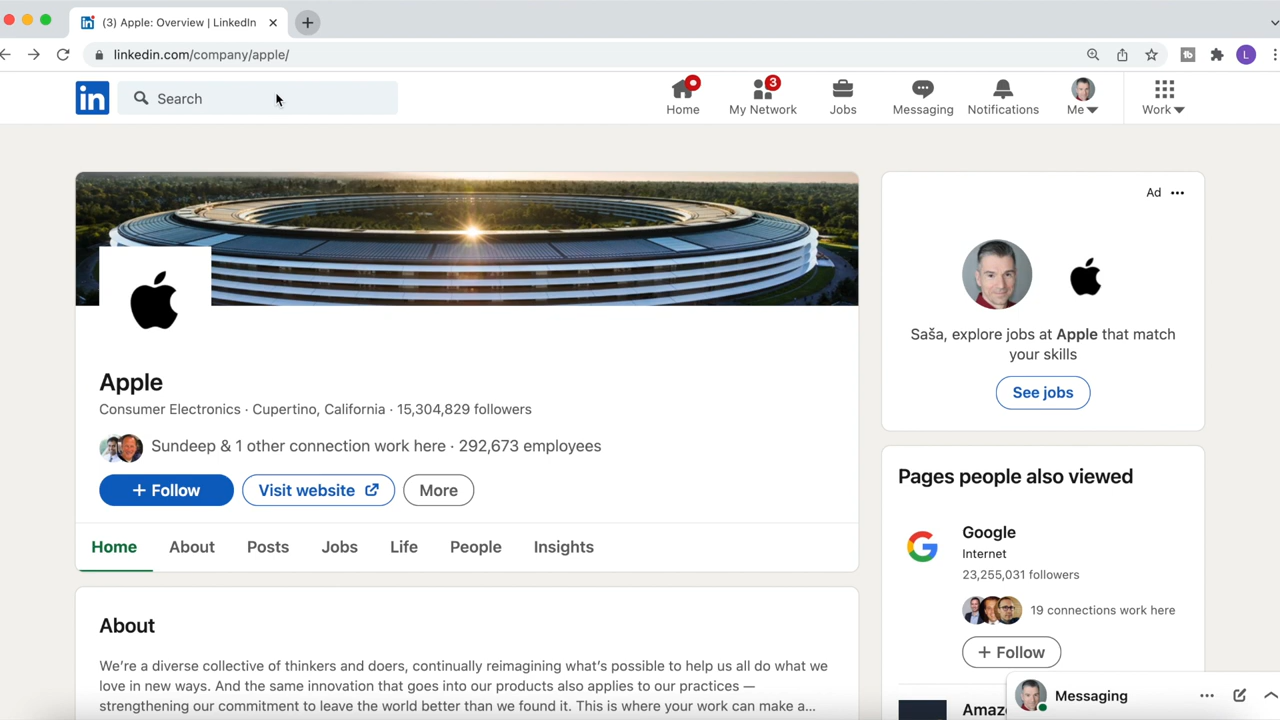 (3) Apple: Overview | LinkedIn
linkedin.com/company/apple/
L
in
Search
Home
3
My Network
Jobs
Messaging
Notifications
Me
Work
Apple
Consumer Electronics · Cupertino, California · 15,304,829 followers
Sundeep & 1 other connection work here · 292,673 employees
+ Follow
Visit website
More
Home
About
Posts
Jobs
Life
People
Insights
About
We’re a diverse collective of thinkers and doers, continually reimagining what’s possible to help us all do what we
love in new ways. And the same innovation that goes into our products also applies to our practices —
strengthening our commitment to leave the world better than we found it. This is where your work can make a...
Ad
Saša, explore jobs at Apple that match
your skills
See jobs
Pages people also viewed
Google
Internet
23,255,031 followers
19 connections work here
+ Follow
Messaging